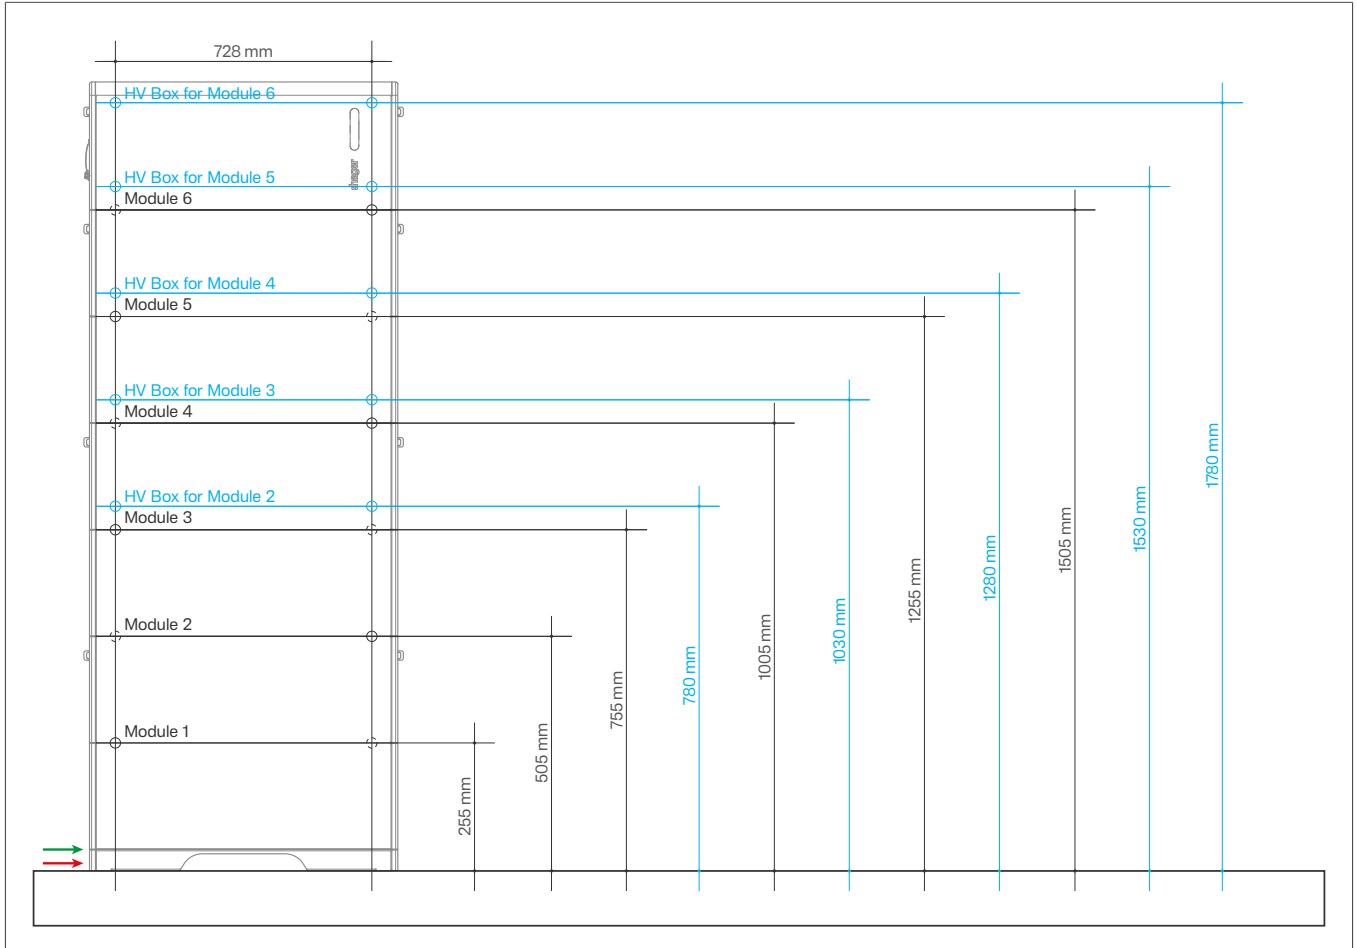 728 mm
HV Box for Module 6
:hager
HV Box for Module 5
Module 6
HV Box for Module 4
Module 5
HV Box for Module 3
Module 4
HV Box for Module 2
Module 3
Module 2
Module 1
255 mm
505 mm
755 mm
780 mm
1005 mm
1030 mm
1255 mm
1280 mm
1505 mm
1530 mm
1780 mm